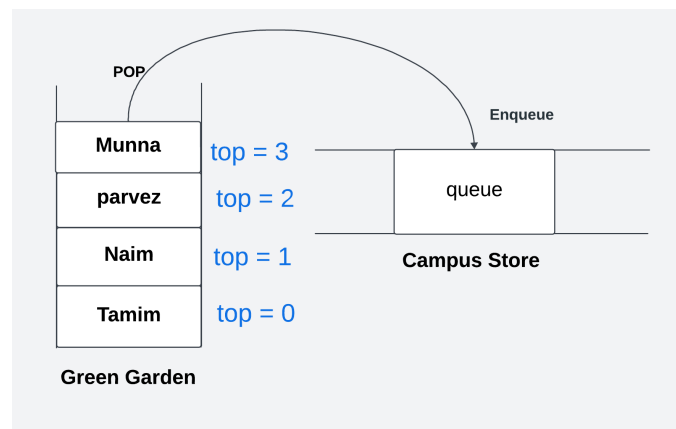 POP
Enqueue
Munna
top = 3
parvez
top = 2
queue
Naim
top = 1
Campus Store
Tamim
top = 0
Green Garden